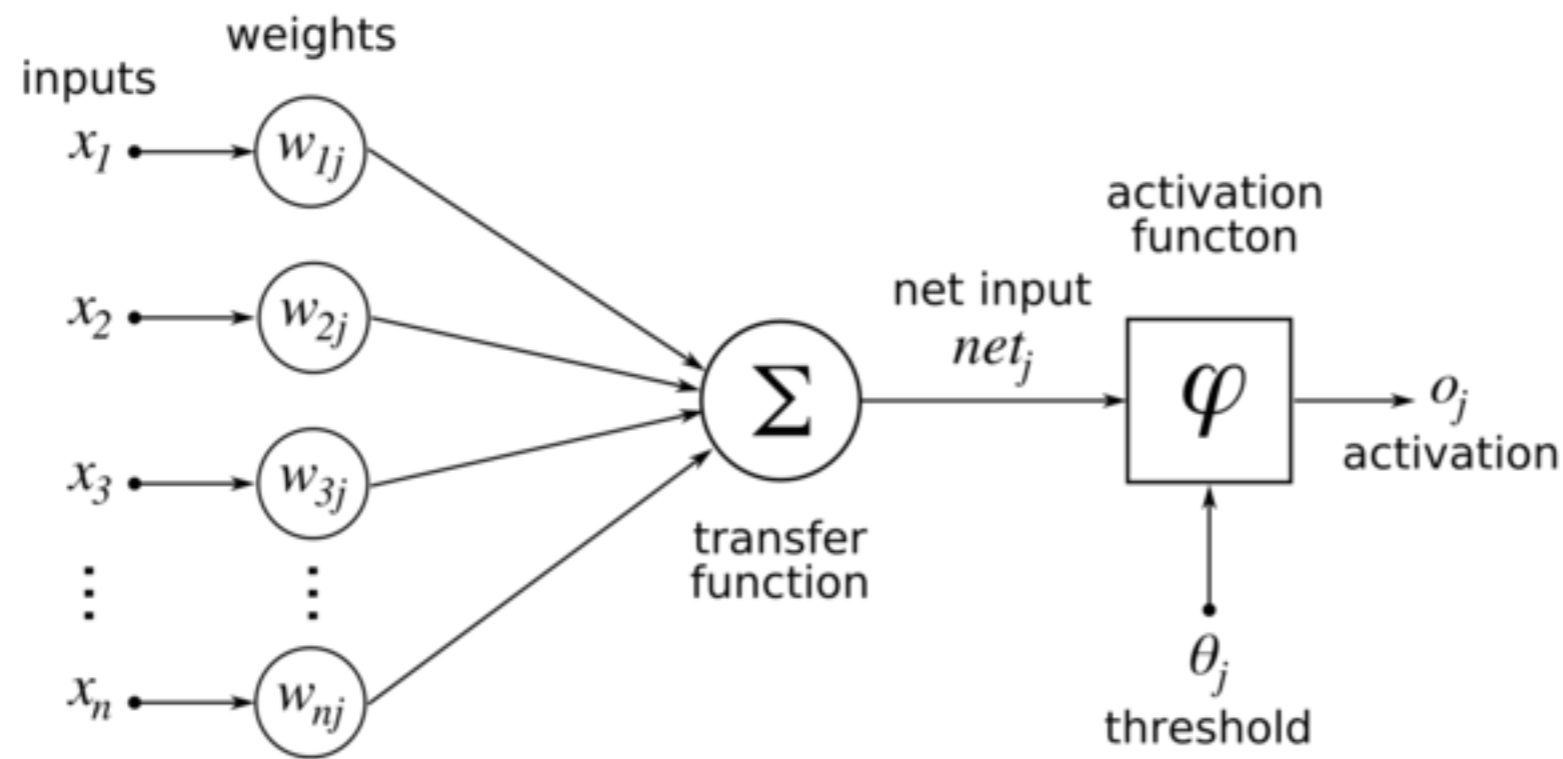 weights
inputs
x₁
w₁ⱼ
x₂
w₂ⱼ
x₃
w₃ⱼ
⋮
⋮
xₙ
wₙⱼ
Σ
transfer
function
net input
netⱼ
activation
functon
φ
oⱼ
activation
θⱼ
threshold